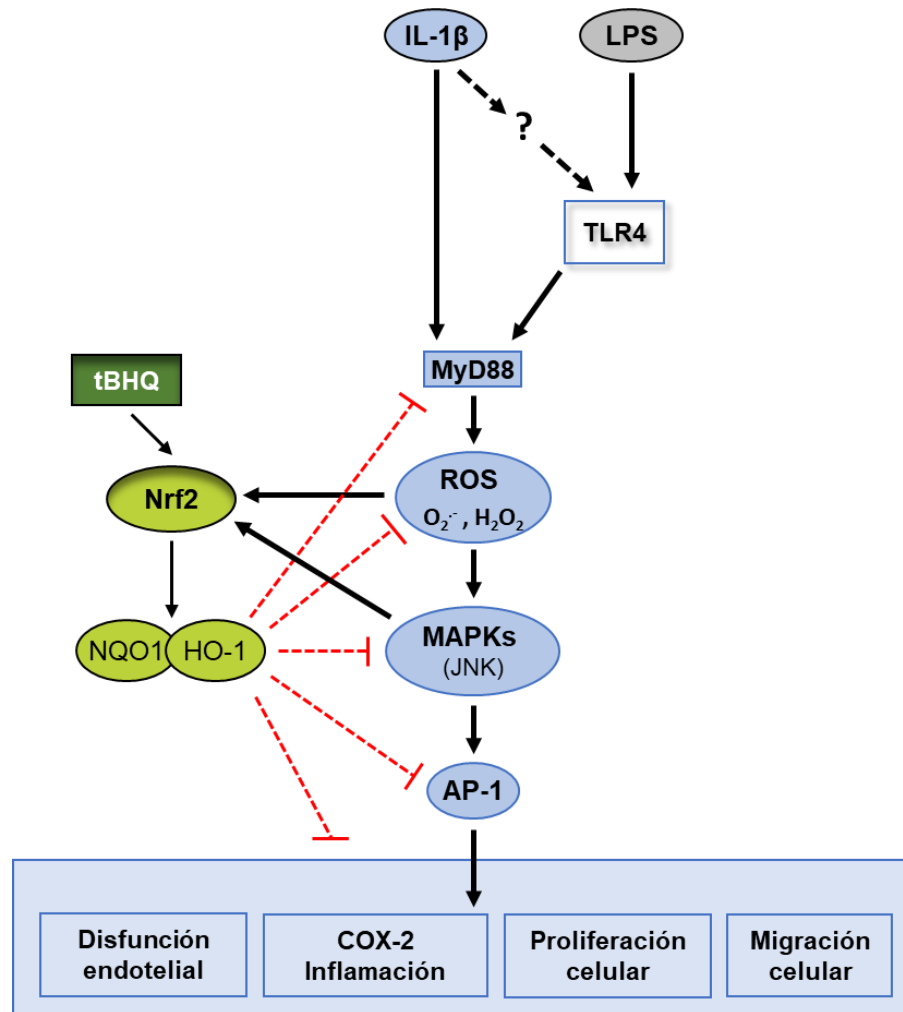 IL-1β
LPS
?
TLR4
MyD88
tBHQ
ROS
O₂·⁻ , H₂O₂
Nrf2
MAPKs
(JNK)
NQO1
HO-1
AP-1
Disfunción
endotelial
COX-2
Inflamación
Proliferación
celular
Migración
celular